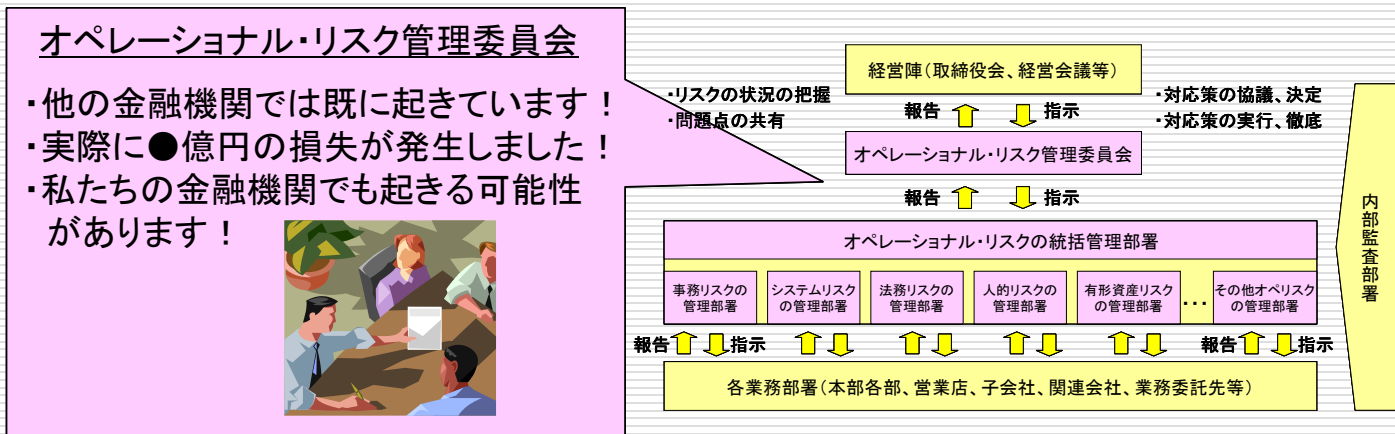 オペレーショナル・リスク管理委員会
・他の金融機関では既に起きています！
・実際に●億円の損失が発生しました！
・私たちの金融機関でも起きる可能性
があります！
経営陣（取締役会、経営会議等）
・リスクの状況の把握
・問題点の共有
報告
指示
・対応策の協議、決定
・対応策の実行、徹底
オペレーショナル・リスク管理委員会
報告
指示
オペレーショナル・リスクの統括管理部署
事務リスクの
管理部署
システムリスク
の管理部署
法務リスクの
管理部署
人的リスクの
管理部署
有形資産リスク
の管理部署
・・・
その他オペリスク
の管理部署
報告
指示
報告
指示
各業務部署（本部各部、営業店、子会社、関連会社、業務委託先等）
内部監査部署